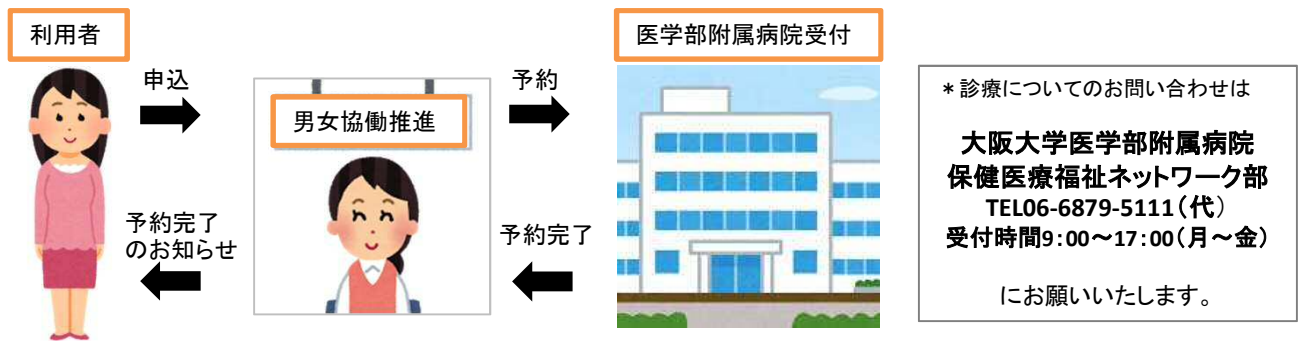 利用者
申込
男女協働推進
予約
医学部附属病院受付
予約完了
のお知らせ
予約完了
＊診療についてのお問い合わせは
大阪大学医学部附属病院
保健医療福祉ネットワーク部
TEL06-6879-5111（代）
受付時間9：00～17：00（月～金）
にお願いいたします。